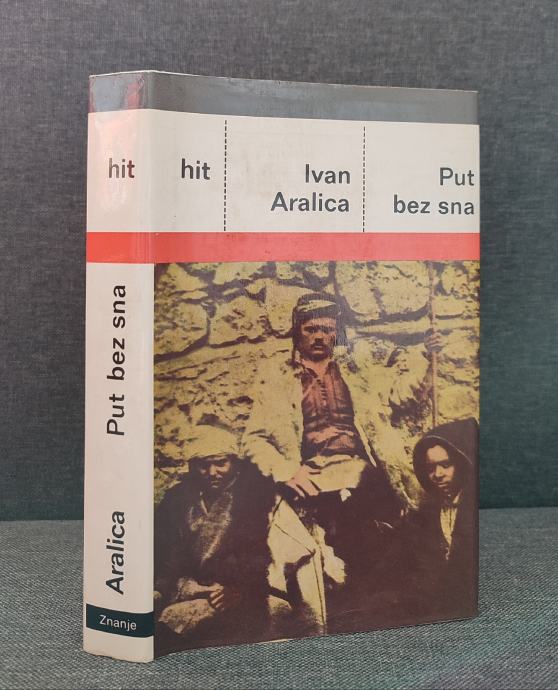 hit
Put bez sna
Aralica
Znanje
hit
Ivan
Aralica
Put
bez sna